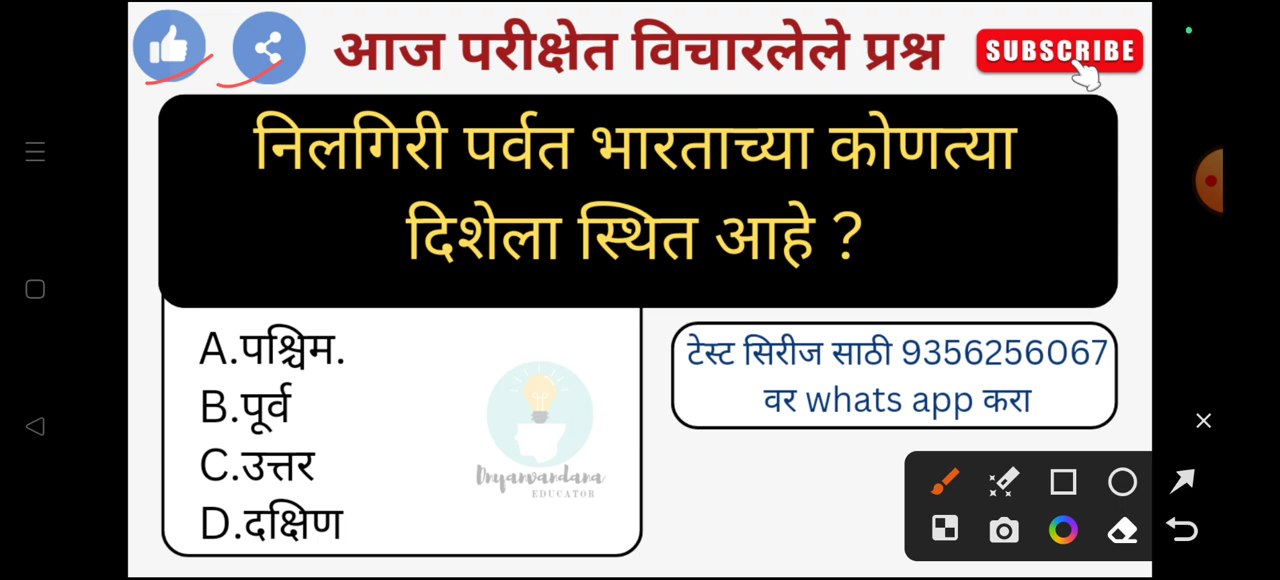 आज परीक्षेत विचारलेले प्रश्न
SUBSCRIBE
निलगिरी पर्वत भारताच्या कोणत्या
दिशेला स्थित आहे ?
A.पश्चिम.
B.पूर्व
C.उत्तर
D.दक्षिण
Dnyanvandana
EDUCATOR
टेस्ट सिरीज साठी 9356256067
वर whats app करा